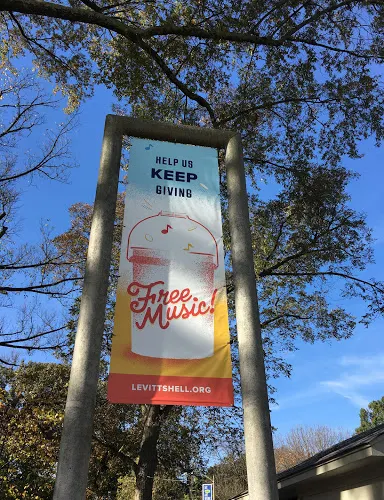 HELP US
KEEP
GIVING
Free
Music!
LEVITTSHELL.ORG